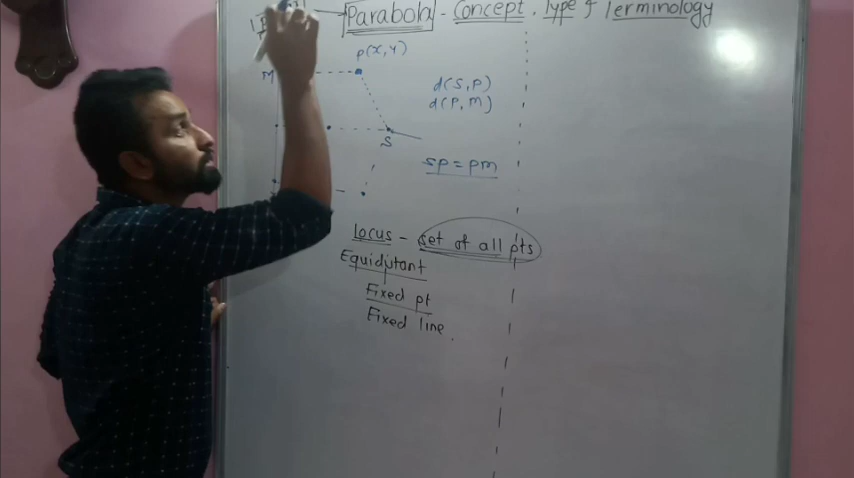 Parabola - Concept, Type & Terminology
P(x,y)
M
d(S,P)
d(P,M)
S
SP = PM
Locus - set of all pts
Equidistant
Fixed pt
Fixed line.